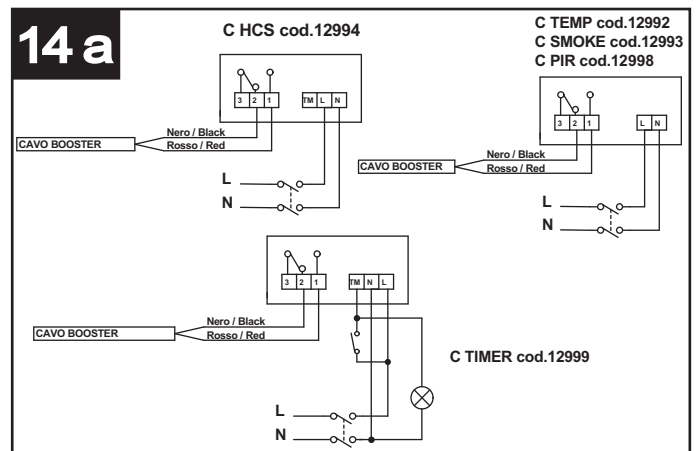 14 a
C HCS cod.12994
3 2 1 TM L N
Nero / Black
CAVO BOOSTER
Rosso / Red
L
N
C TEMP cod.12992
C SMOKE cod.12993
C PIR cod.12998
3 2 1 L N
Nero / Black
CAVO BOOSTER
Rosso / Red
L
N
3 2 1 TM N L
Nero / Black
CAVO BOOSTER
Rosso / Red
C TIMER cod.12999
L
N